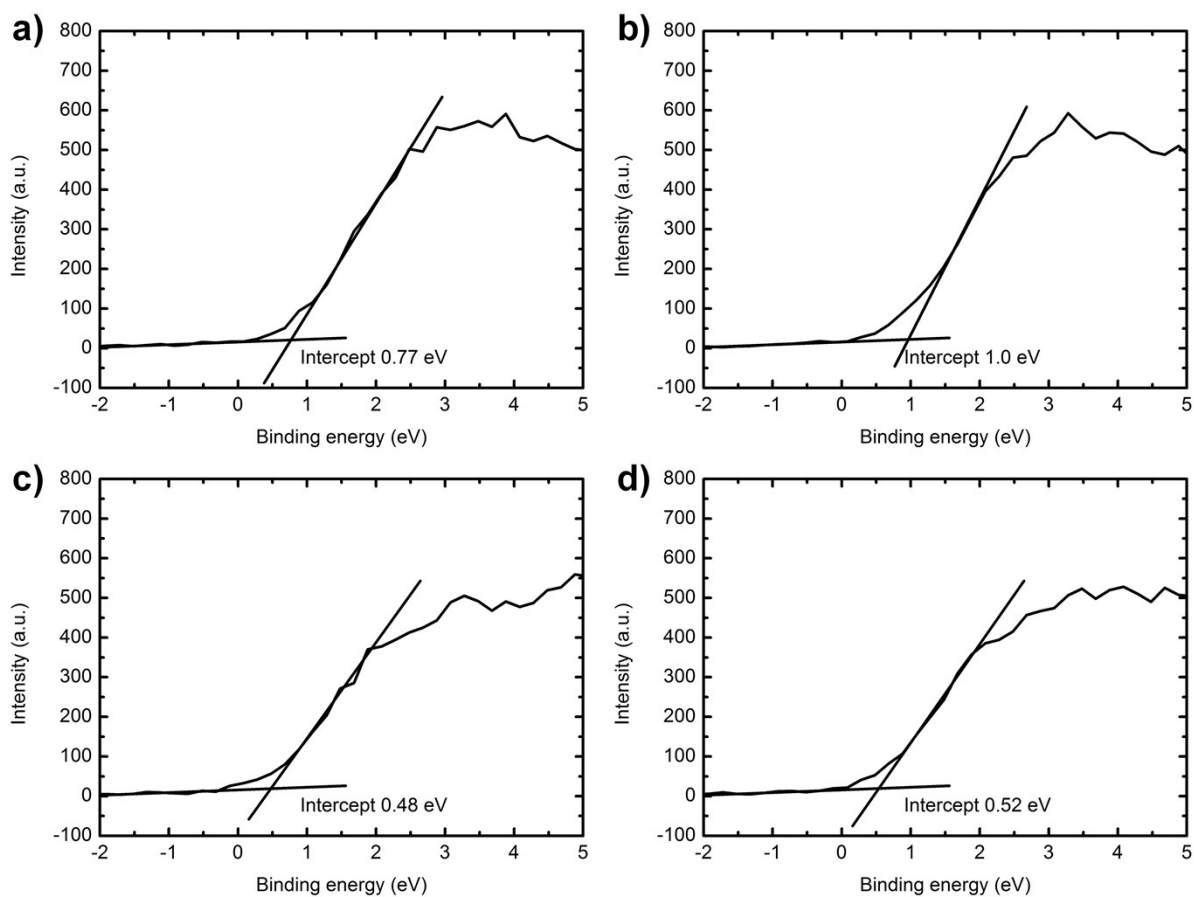 a)
800
700
600
500
400
300
200
100
0
-100
Intensity (a.u.)
Intercept 0.77 eV
-2 -1 0 1 2 3 4 5
Binding energy (eV)
b)
800
700
600
500
400
300
200
100
0
-100
Intensity (a.u.)
Intercept 1.0 eV
-2 -1 0 1 2 3 4 5
Binding energy (eV)
c)
800
700
600
500
400
300
200
100
0
-100
Intensity (a.u.)
Intercept 0.48 eV
-2 -1 0 1 2 3 4 5
Binding energy (eV)
d)
800
700
600
500
400
300
200
100
0
-100
Intensity (a.u.)
Intercept 0.52 eV
-2 -1 0 1 2 3 4 5
Binding energy (eV)